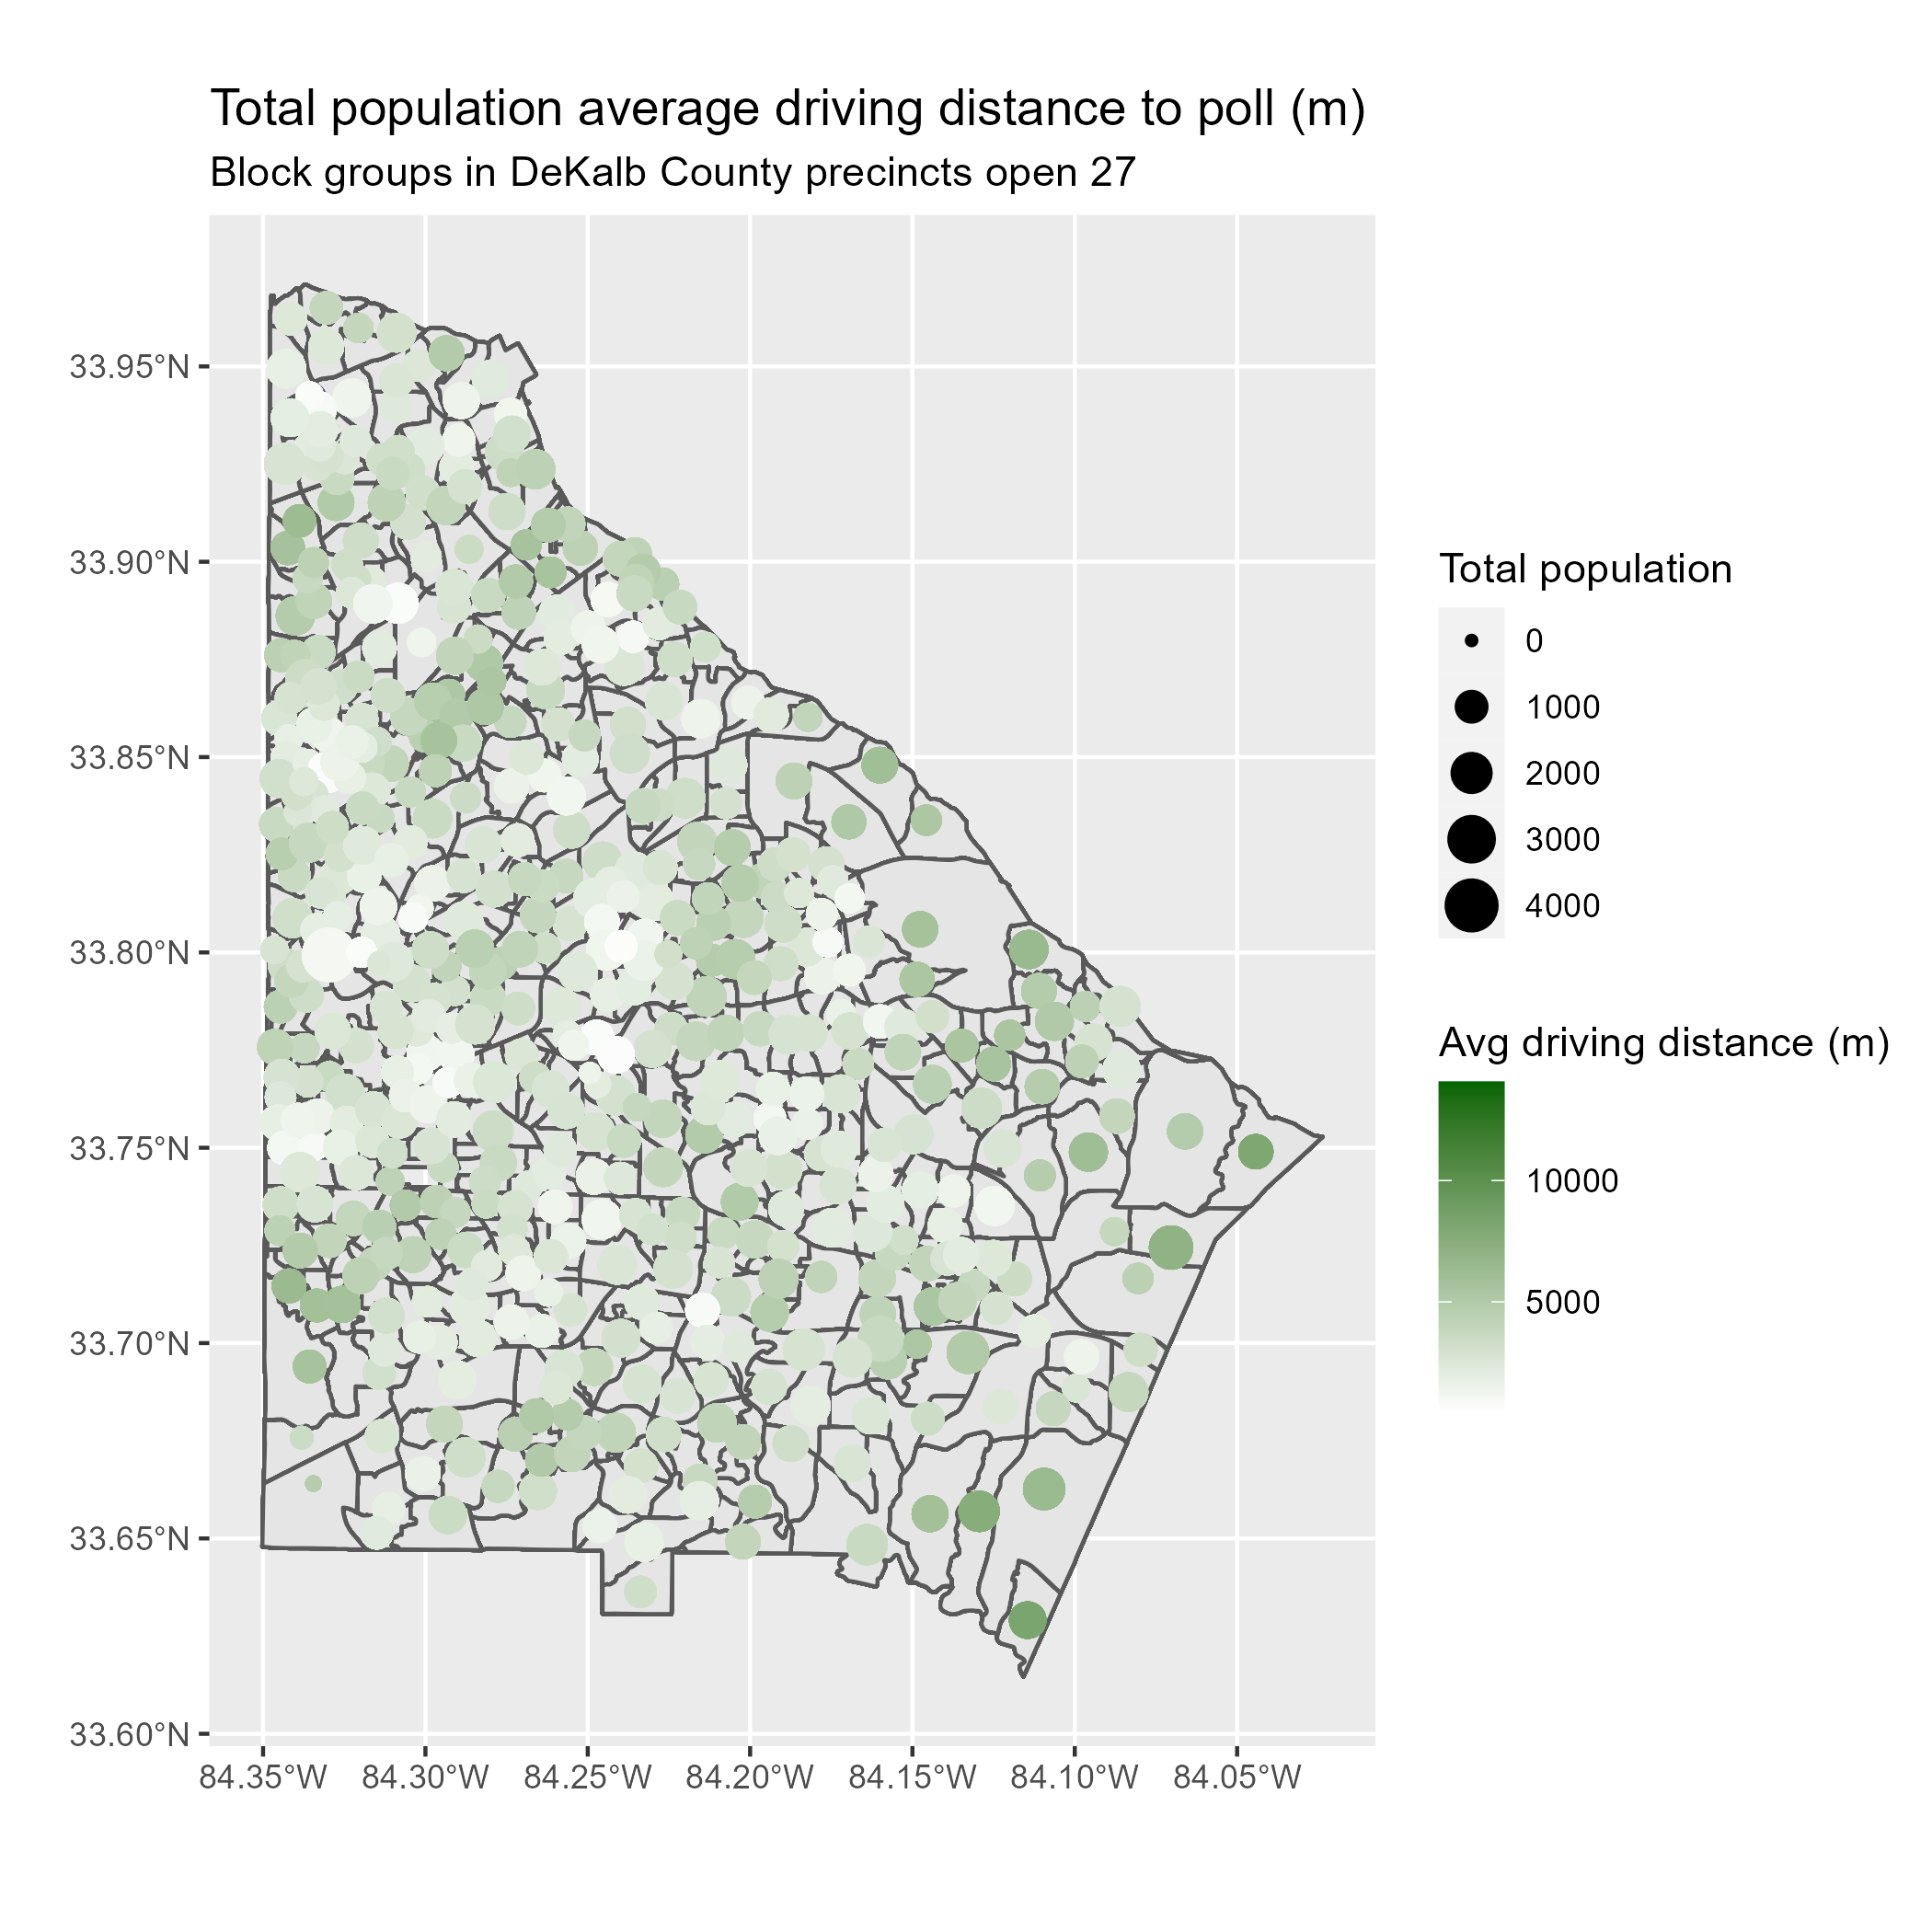 Total population average driving distance to poll (m)
Block groups in DeKalb County precincts open 27
33.95°N
33.90°N
33.85°N
33.80°N
33.75°N
33.70°N
33.65°N
33.60°N
84.35°W 84.30°W 84.25°W 84.20°W 84.15°W 84.10°W 84.05°W
Total population
0
1000
2000
3000
4000
Avg driving distance (m)
10000
5000